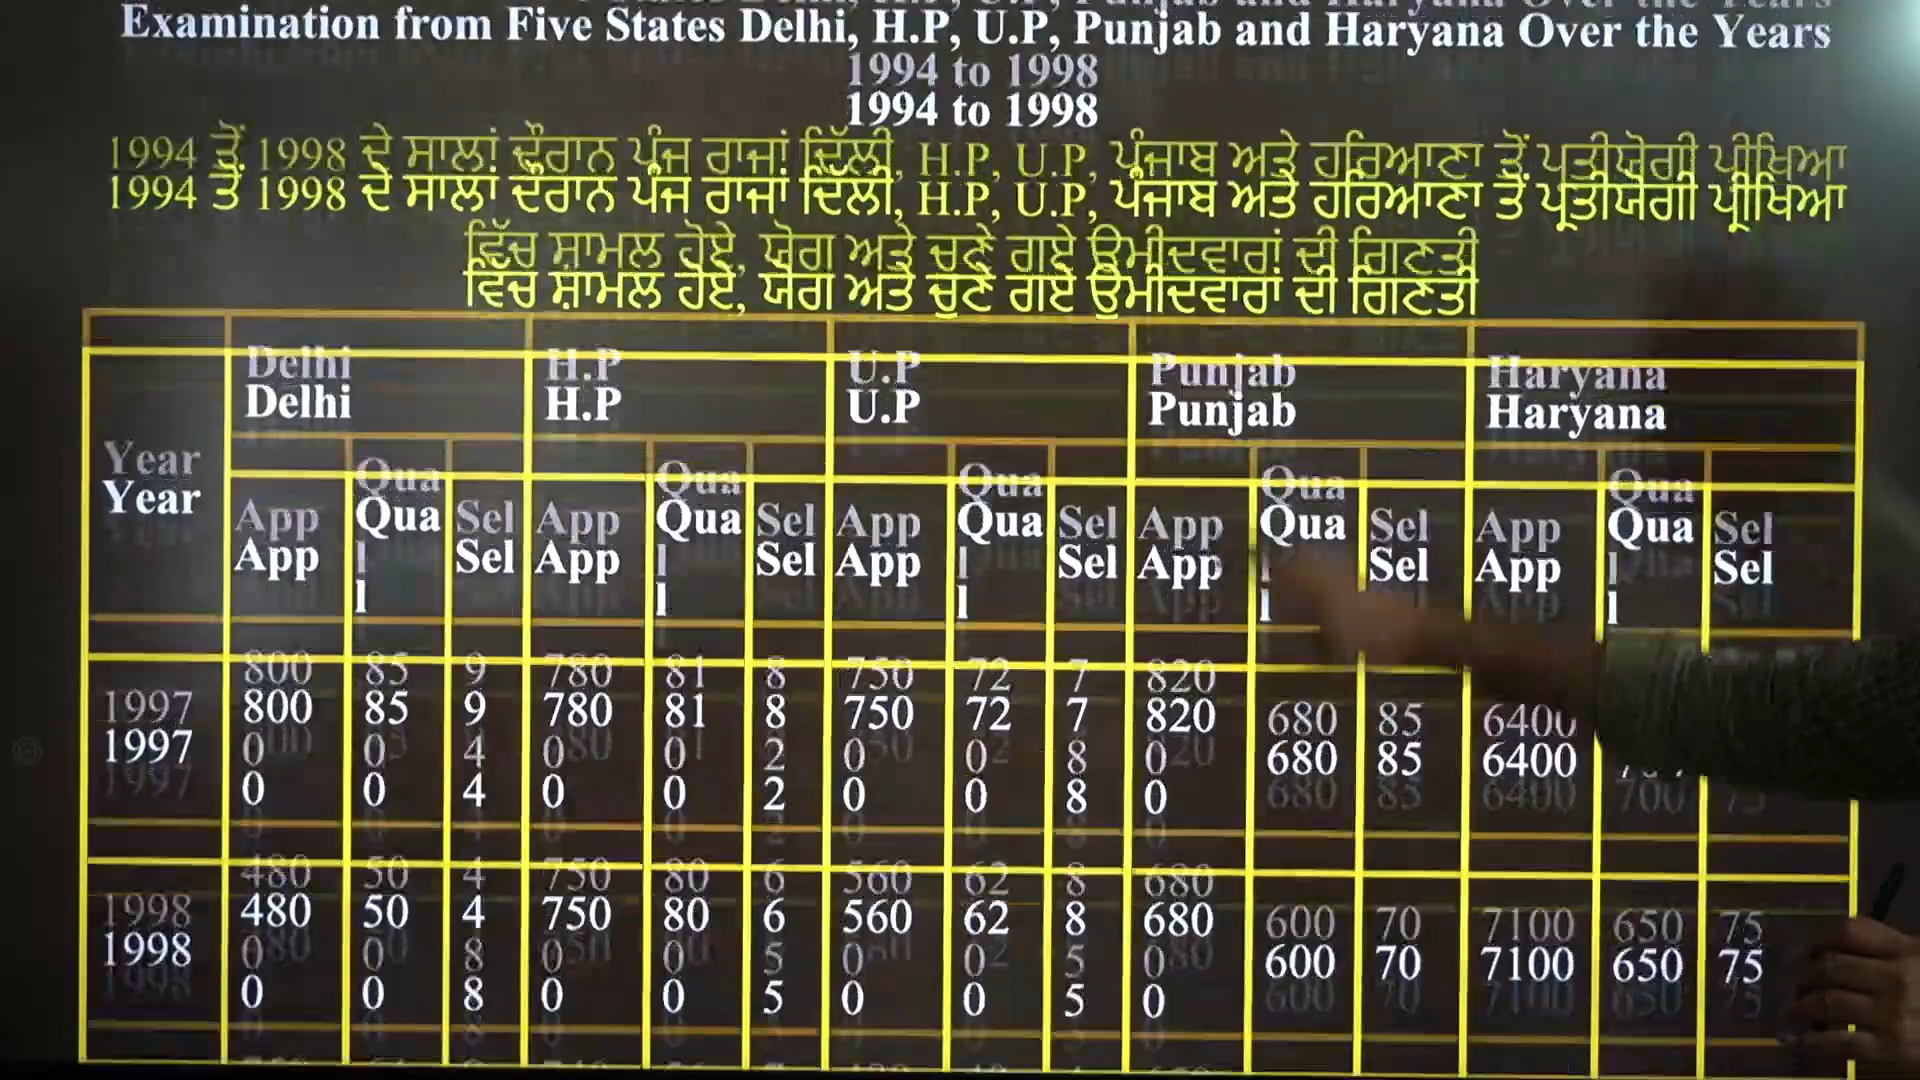 Examination from Five States Delhi, H.P, U.P, Punjab and Haryana Over the Years
1994 to 1998
1994 ਤੋਂ 1998 ਦੇ ਸਾਲਾਂ ਦੌਰਾਨ ਪੰਜ ਰਾਜਾਂ ਦਿੱਲੀ, H.P, U.P, ਪੰਜਾਬ ਅਤੇ ਹਰਿਆਣਾ ਤੋਂ ਪ੍ਰਤੀਯੋਗੀ ਪ੍ਰੀਖਿਆ
ਵਿੱਚ ਸ਼ਾਮਲ ਹੋਏ, ਯੋਗ ਅਤੇ ਚੁਣੇ ਗਏ ਉਮੀਦਵਾਰਾਂ ਦੀ ਗਿਣਤੀ
Year Delhi H.P U.P Punjab Haryana
App Qual Sel App Qual Sel App Qual Sel App Qual Sel App Qual Sel
1997 8000 850 94 7800 810 82 7500 720 78 8200 680 85 6400
1998 4800 500 48 7500 800 65 5600 620 85 6800 600 70 7100 650 75